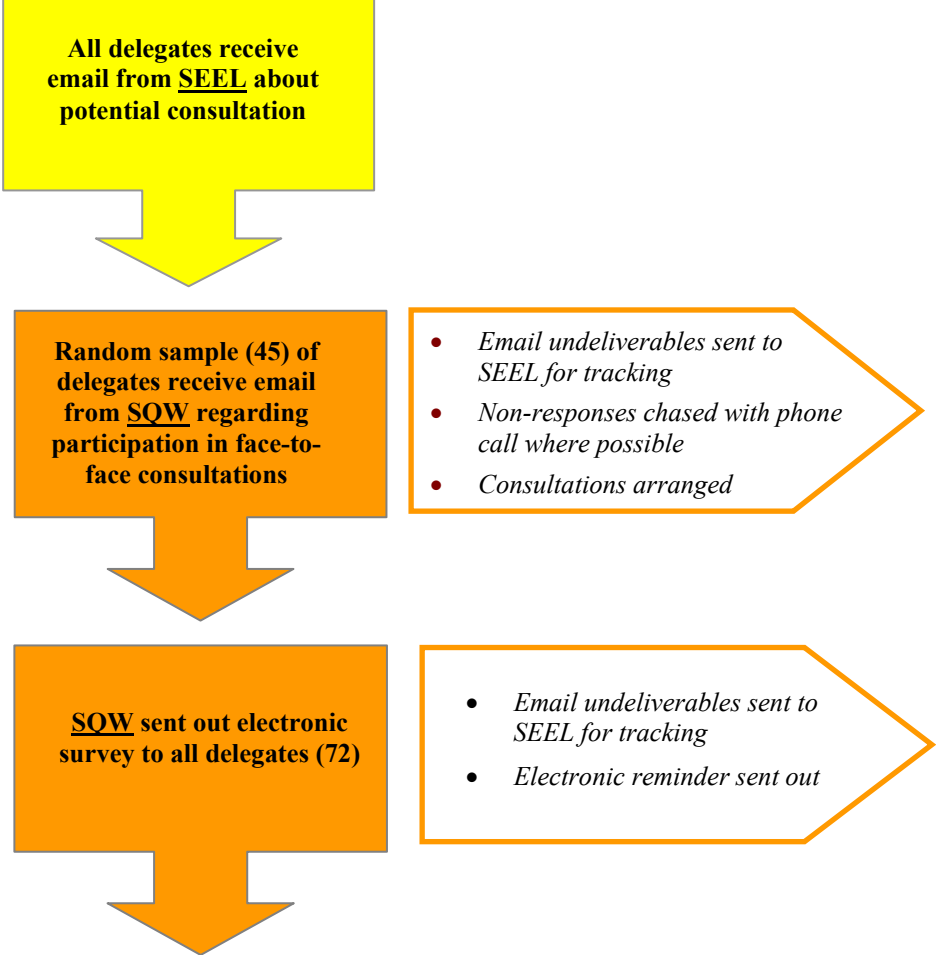 All delegates receive
email from SEEL about
potential consultation
Random sample (45) of
delegates receive email
from SQW regarding
participation in face-to-
face consultations
• Email undeliverables sent to
SEEL for tracking
• Non-responses chased with phone
call where possible
• Consultations arranged
SQW sent out electronic
survey to all delegates (72)
• Email undeliverables sent to
SEEL for tracking
• Electronic reminder sent out